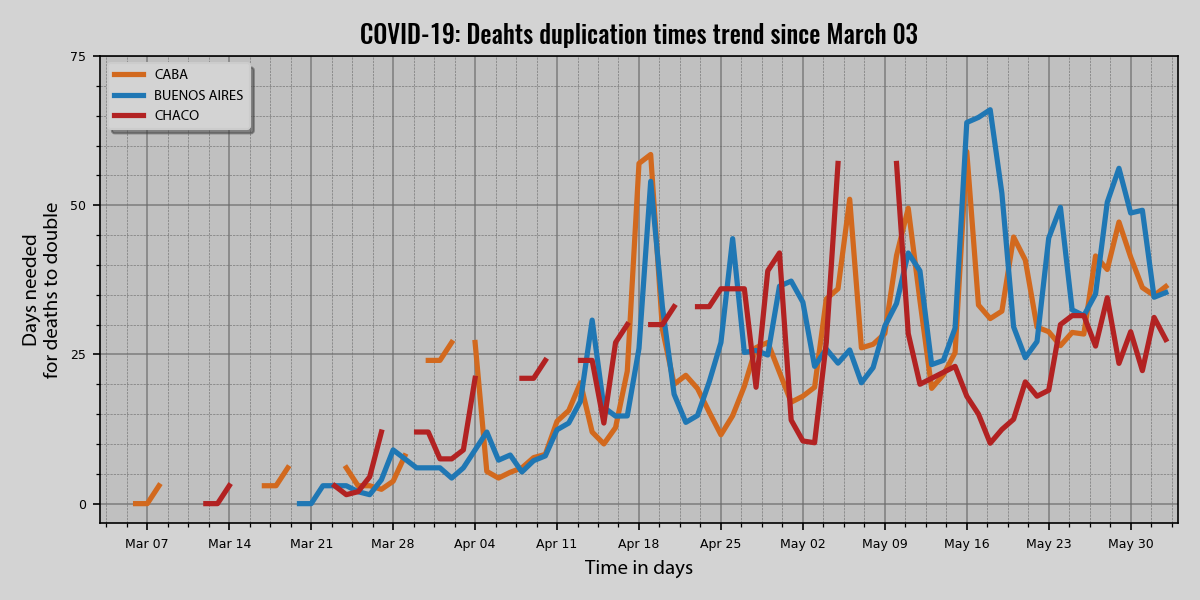 COVID-19: Deahts duplication times trend since March 03
CABA
BUENOS AIRES
CHACO
75
50
25
0
Days needed
for deaths to double
Mar 07
Mar 14
Mar 21
Mar 28
Apr 04
Apr 11
Apr 18
Apr 25
May 02
May 09
May 16
May 23
May 30
Time in days